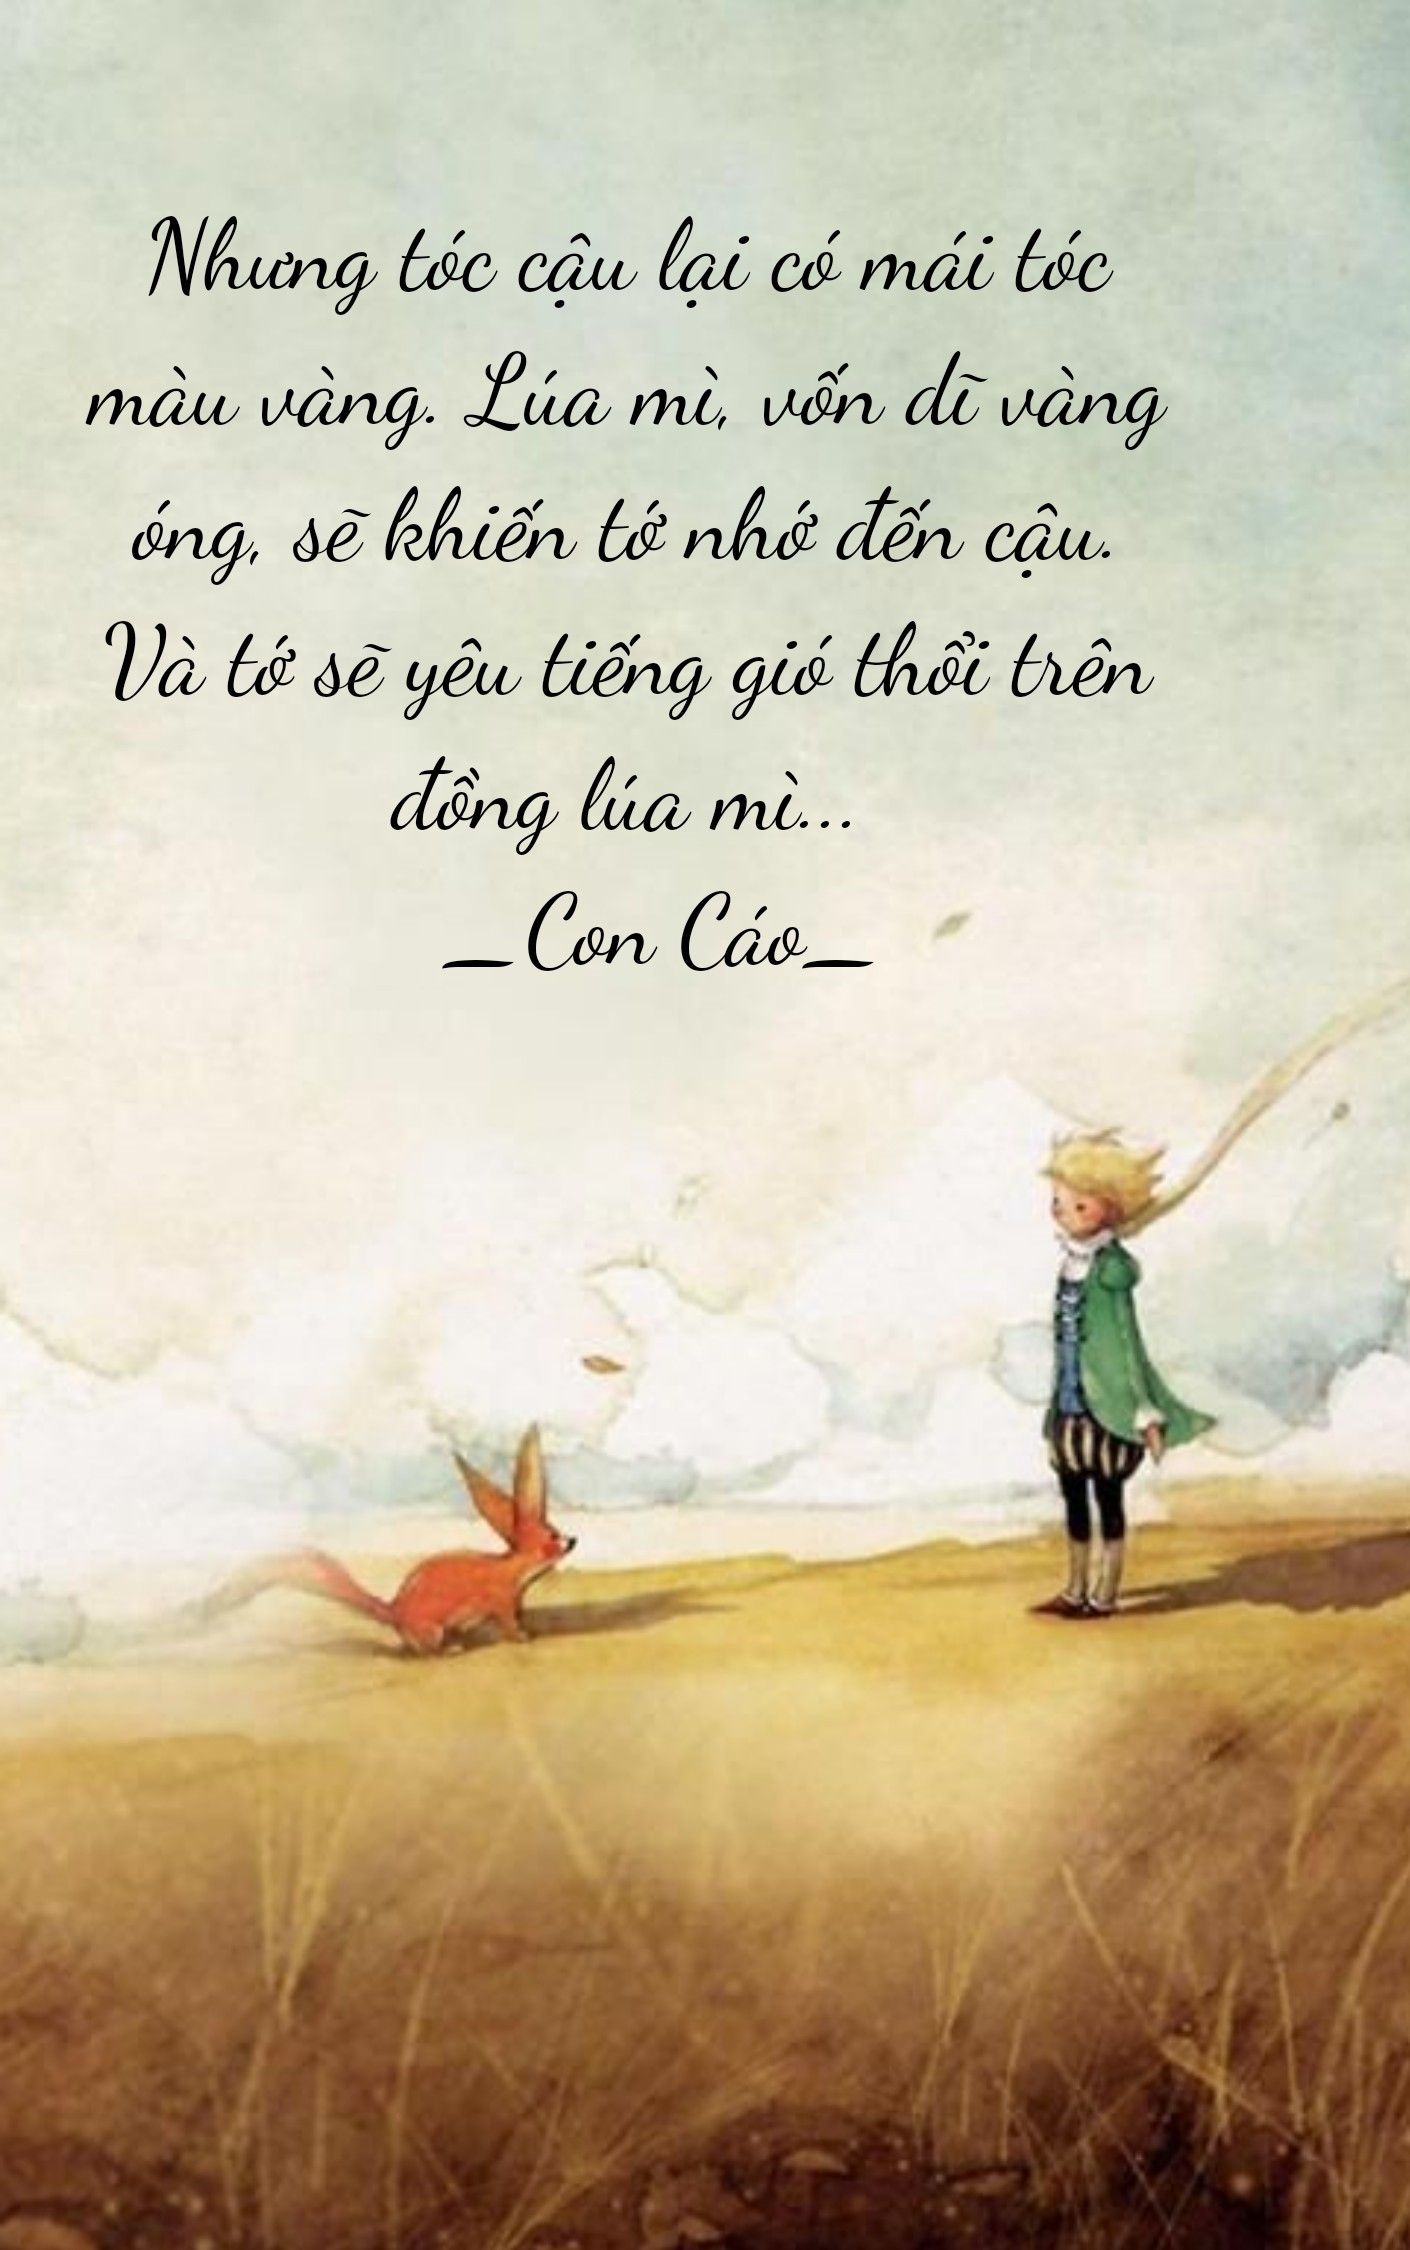 Nhưng tóc cậu lại có mái tóc
màu vàng. Lúa mì, vốn dĩ vàng
óng, sẽ khiến tớ nhớ đến cậu.
Và tớ sẽ yêu tiếng gió thổi trên
đồng lúa mì...
_Con Cáo_